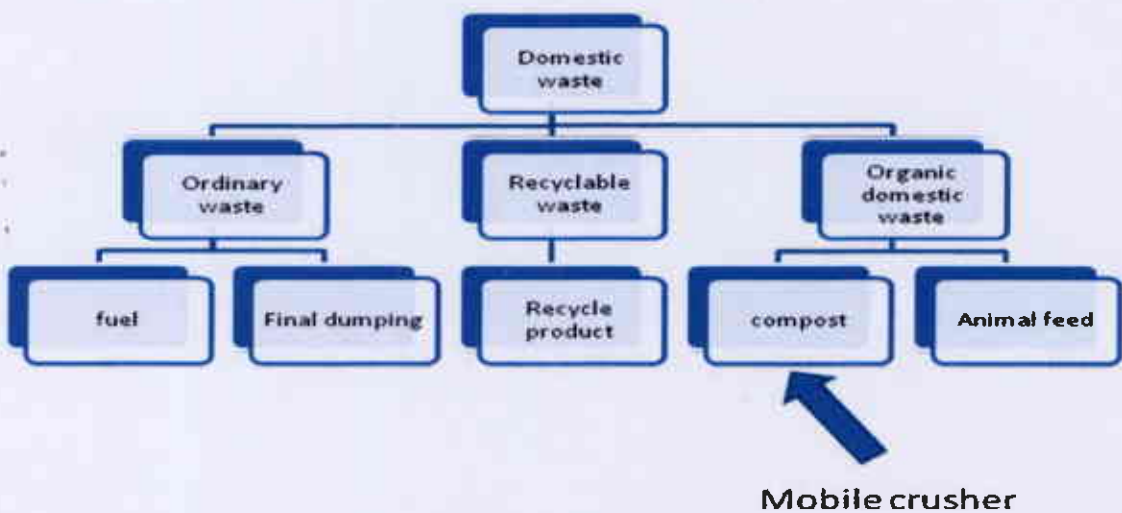 Domestic
waste
Ordinary
waste
Recyclable
waste
Organic
domestic
waste
fuel
Final dumping
Recycle
product
compost
Animal feed
Mobile crusher